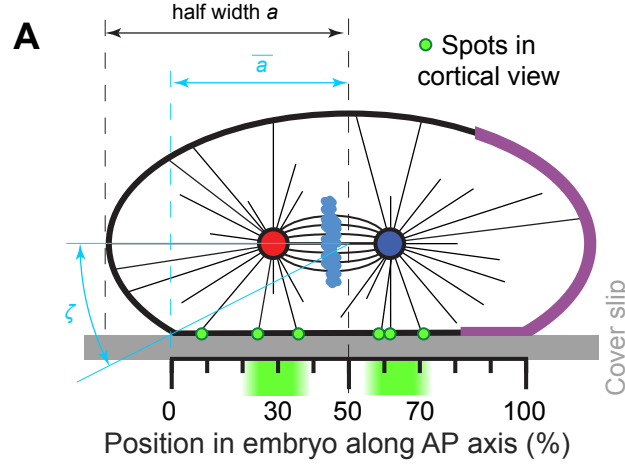 A
half width a
a
Spots in
cortical view
ζ
Cover slip
0 30 50 70 100
Position in embryo along AP axis (%)